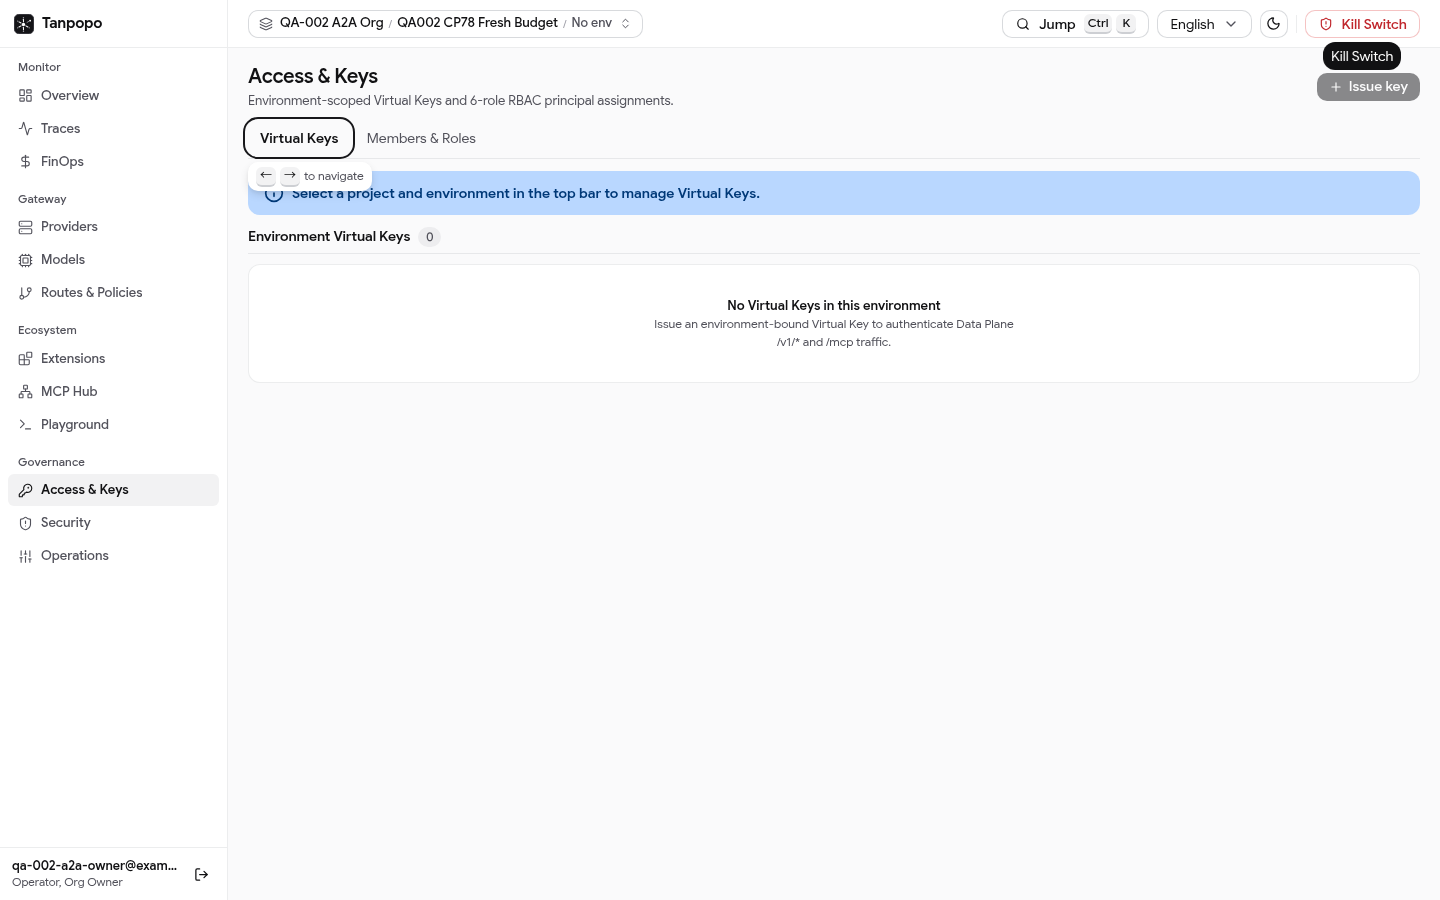 Tanpopo
QA-002 A2A Org / QA002 CP78 Fresh Budget / No env
Jump Ctrl K
English
Kill Switch
Kill Switch
Monitor
Overview
Traces
FinOps
Gateway
Providers
Models
Routes & Policies
Ecosystem
Extensions
MCP Hub
Playground
Governance
Access & Keys
Security
Operations
qa-002-a2a-owner@exam...
Operator, Org Owner
Access & Keys
Environment-scoped Virtual Keys and 6-role RBAC principal assignments.
+ Issue key
Virtual Keys
Members & Roles
← → to navigate
Select a project and environment in the top bar to manage Virtual Keys.
Environment Virtual Keys 0
No Virtual Keys in this environment
Issue an environment-bound Virtual Key to authenticate Data Plane
/v1/* and /mcp traffic.